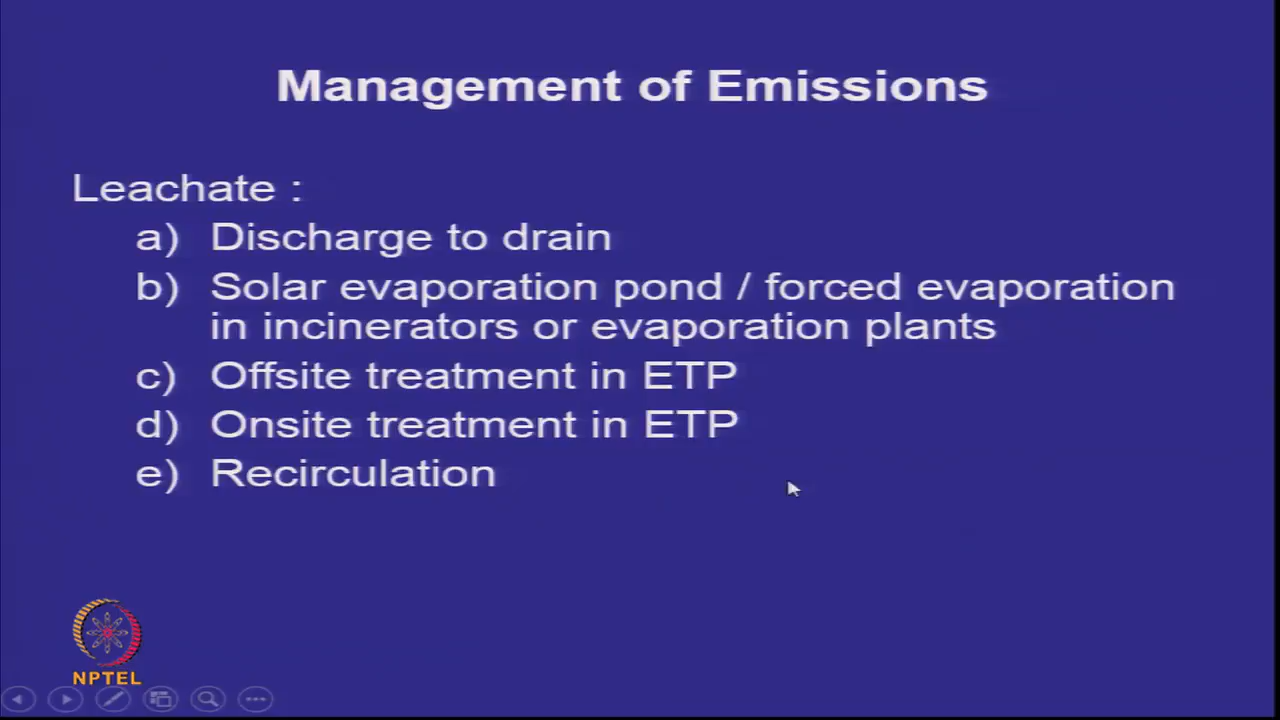 Management of Emissions
Leachate :
a) Discharge to drain
b) Solar evaporation pond / forced evaporation
in incinerators or evaporation plants
c) Offsite treatment in ETP
d) Onsite treatment in ETP
e) Recirculation
NPTEL